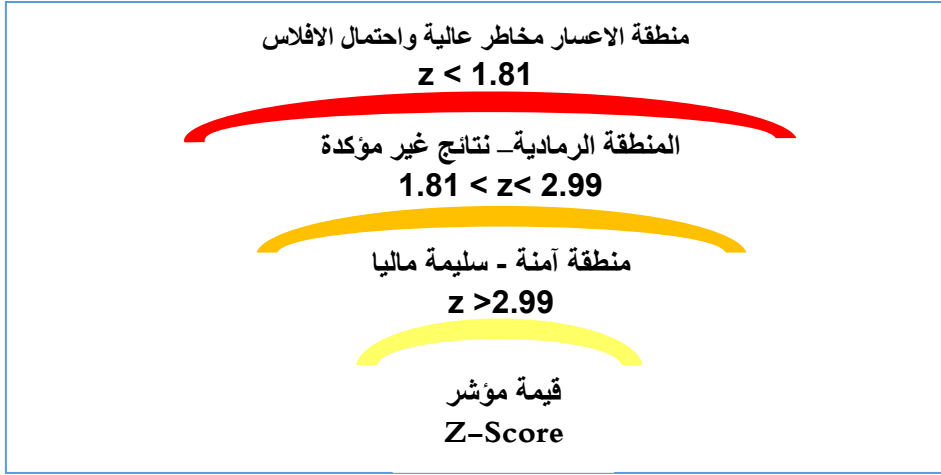 منطقة الاعسار مخاطر عالية واحتمال الافلاس
z < 1.81
المنطقة الرمادية– نتائج غير مؤكدة
1.81 < z< 2.99
منطقة آمنة - سليمة ماليا
z >2.99
قيمة مؤشر
Z-Score